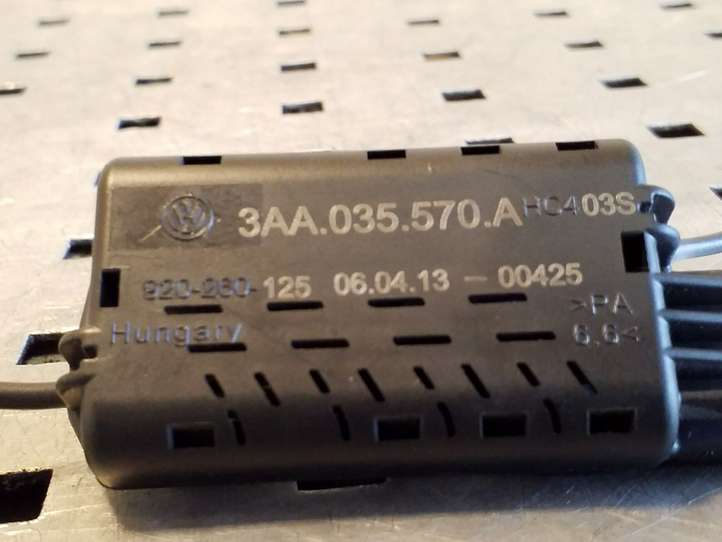 3AA.035.570.A HC403S
920-260-125 06.04.13 - 00425
>PA
Hungary 6.6<